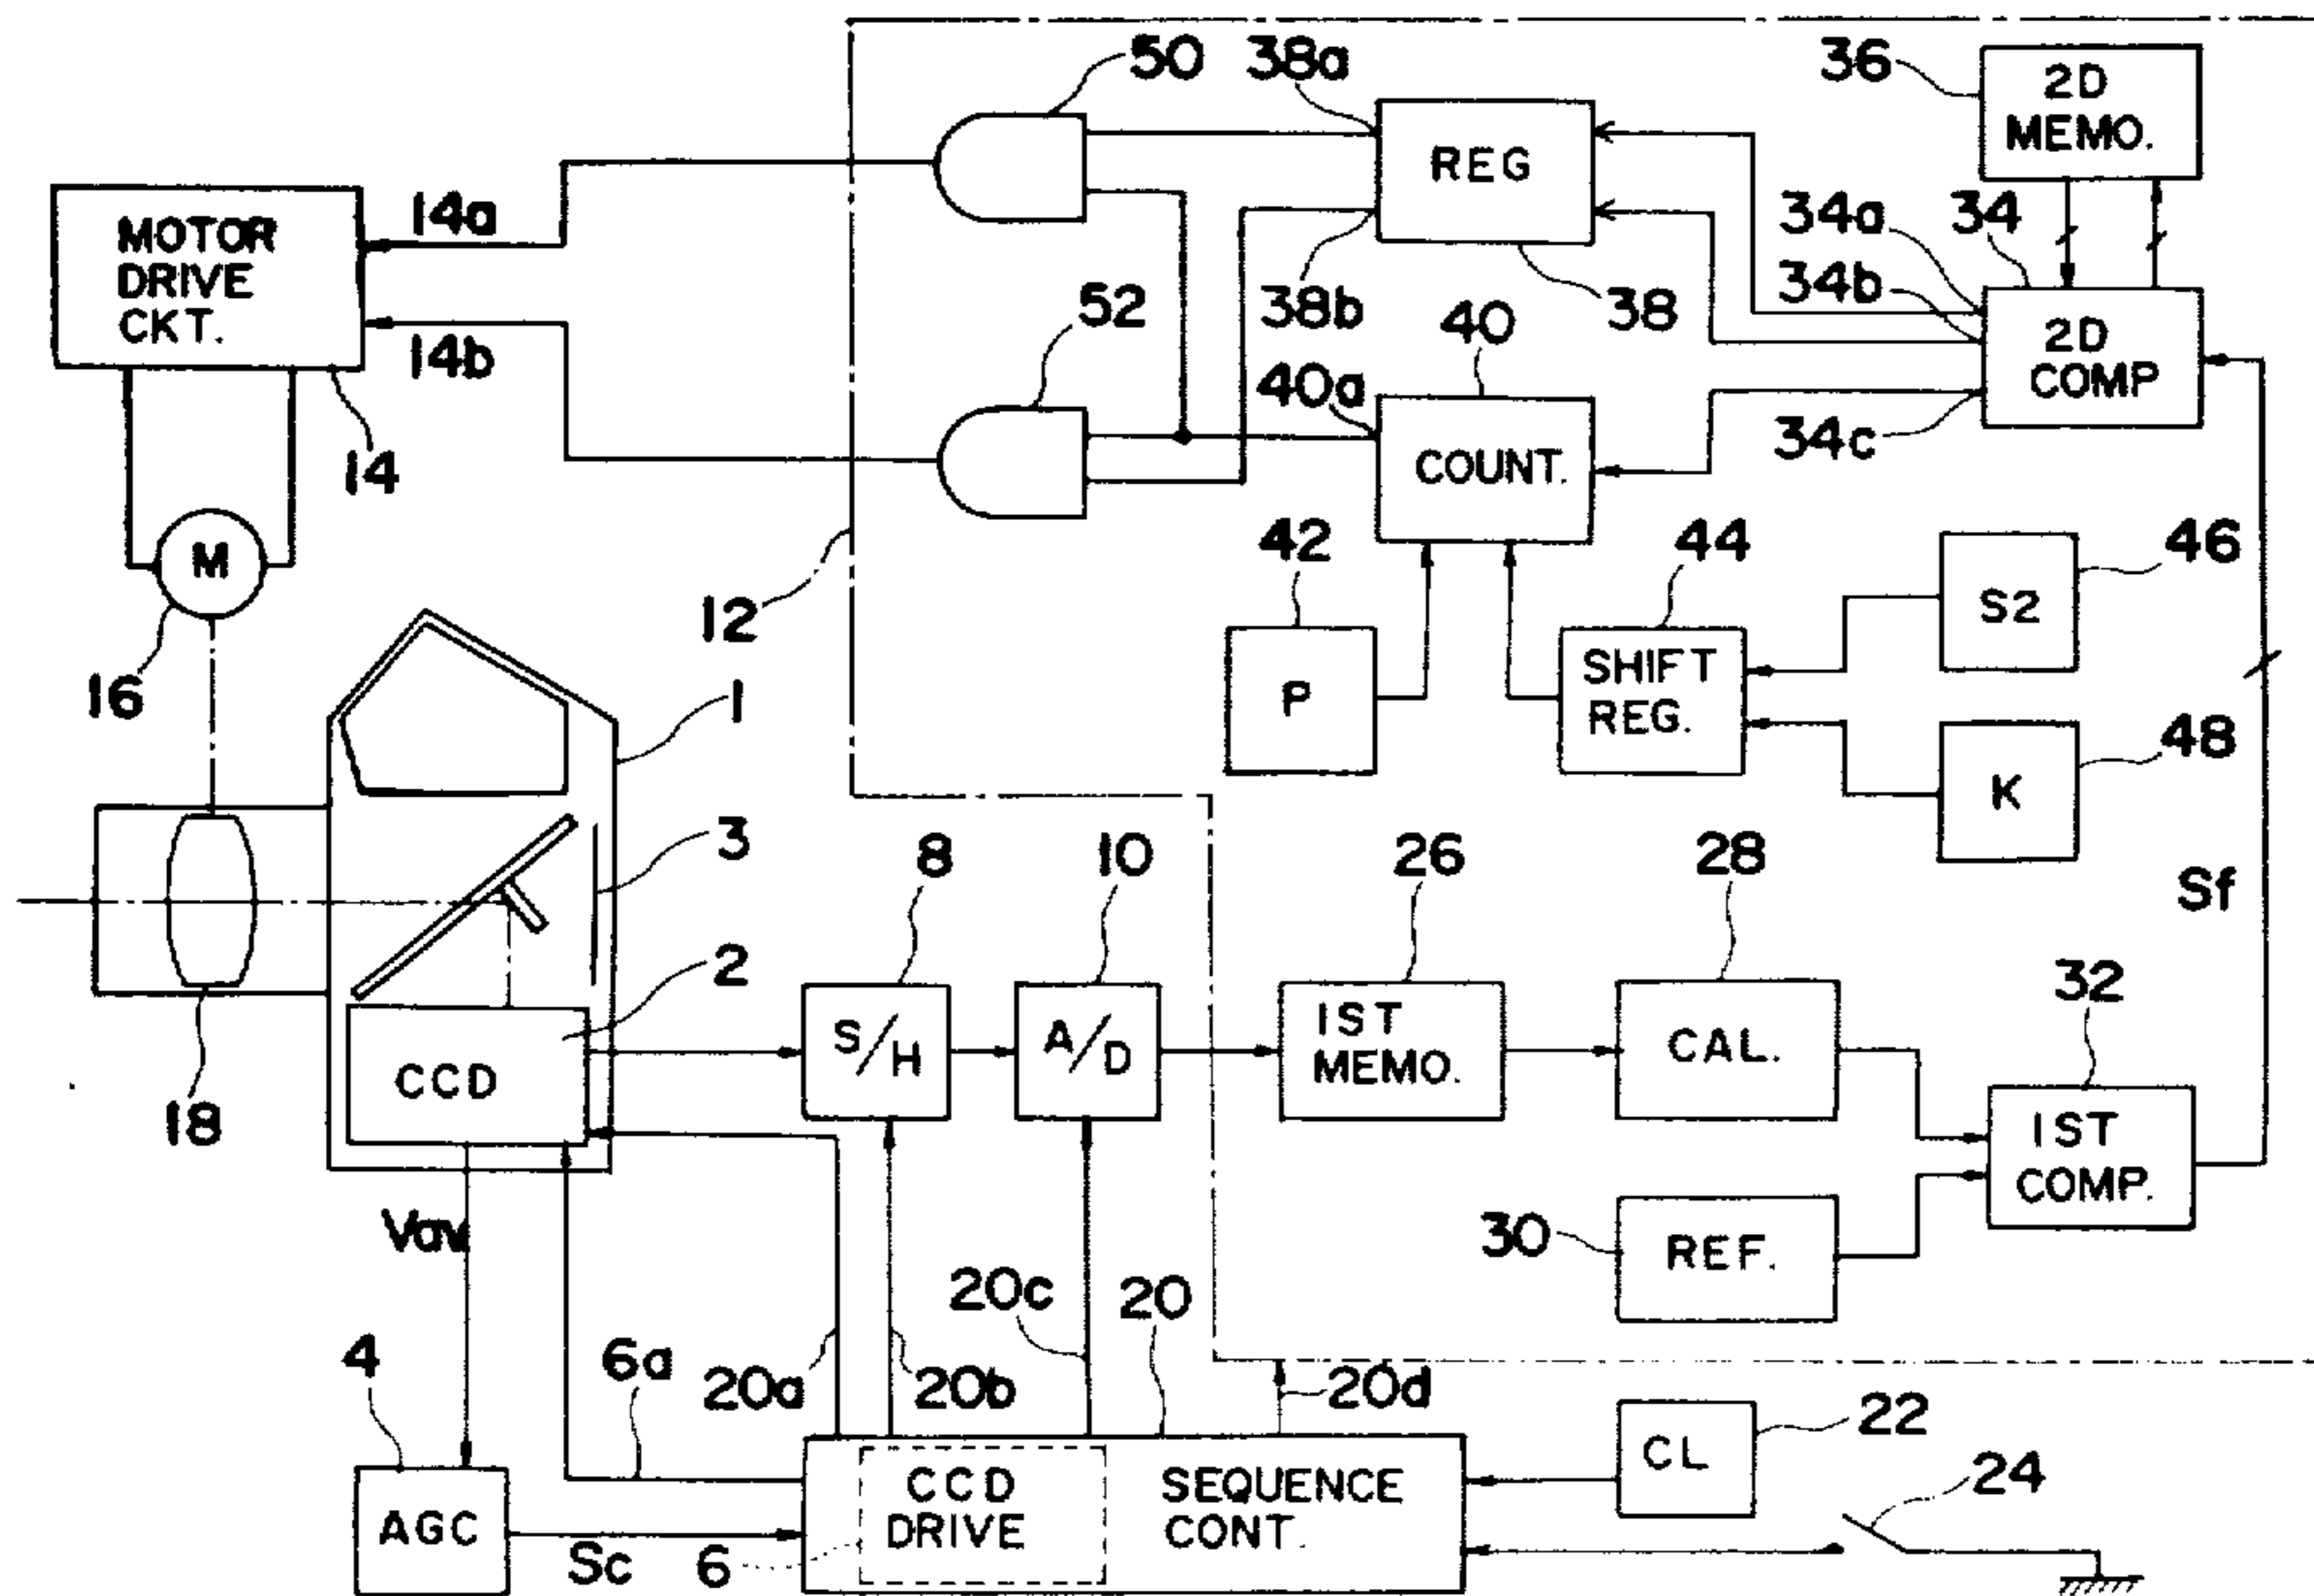 50
38a
36
2D
MEMO.
REG
14a
MOTOR
DRIVE
CKT.
34a
34
34b
38b
38
52
40
14b
40a
2D
COMP
34c
14
COUNT.
42
44
46
M
12
S2
16
1
P
SHIFT
REG.
48
K
3
8
10
26
28
Sf
2
32
S/H
A/D
1ST
MEMO.
CAL.
CCD
18
1ST
COMP.
Vav
30
REF.
20c
20
4
6a
20a
20b
20d
22
CL
CCD
DRIVE
SEQUENCE
CONT.
24
AGC
Sc
6